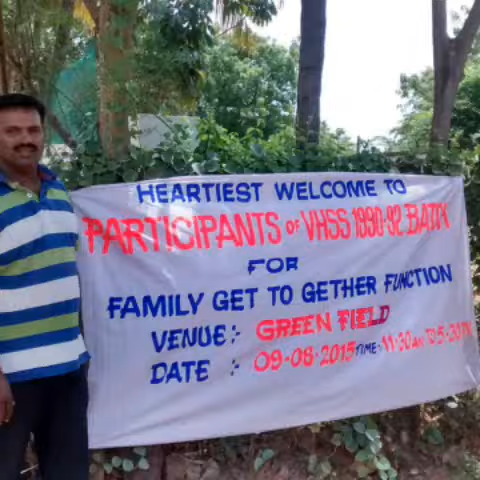 HEARTIEST WELCOME TO
PARTICIPANTS OF VHSS 1990-92 BATCH
FOR
FAMILY GET TO GETHER FUNCTION
VENUE:- GREEN FIELD
DATE :- 09-08-2015 TIME:- 11:30AM TO 5:30PM